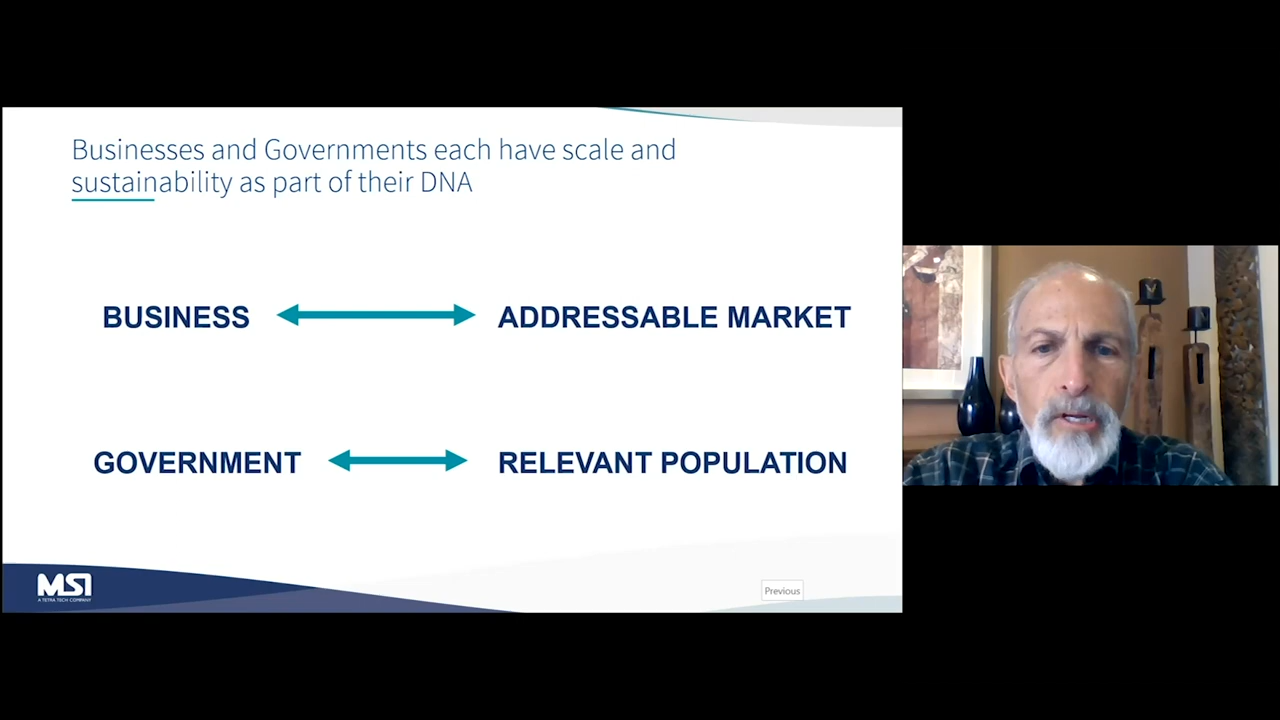 Businesses and Governments each have scale and
sustainability as part of their DNA
BUSINESS ADDRESSABLE MARKET
GOVERNMENT RELEVANT POPULATION
MSI
A TETRA TECH COMPANY
Previous